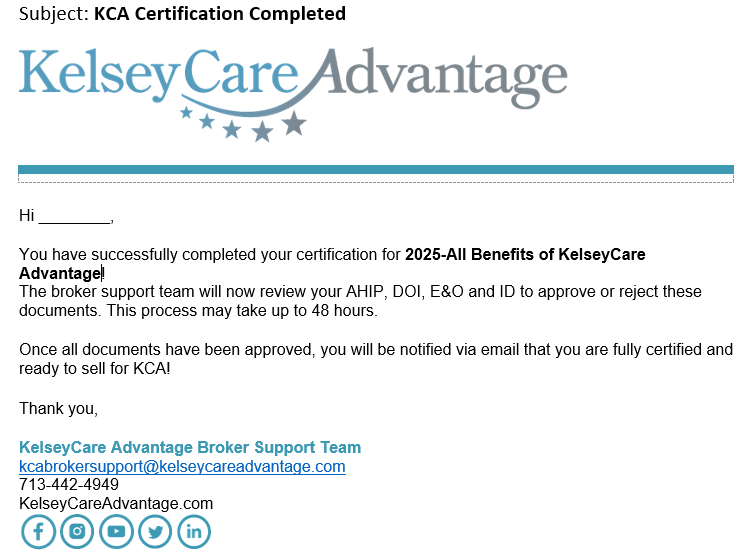 Subject: KCA Certification Completed
KelseyCare Advantage
Hi ________,
You have successfully completed your certification for 2025-All Benefits of KelseyCare
Advantage!
The broker support team will now review your AHIP, DOI, E&O and ID to approve or reject these
documents. This process may take up to 48 hours.
Once all documents have been approved, you will be notified via email that you are fully certified and
ready to sell for KCA!
Thank you,
KelseyCare Advantage Broker Support Team
kcabrokersupport@kelseycareadvantage.com
713-442-4949
KelseyCareAdvantage.com